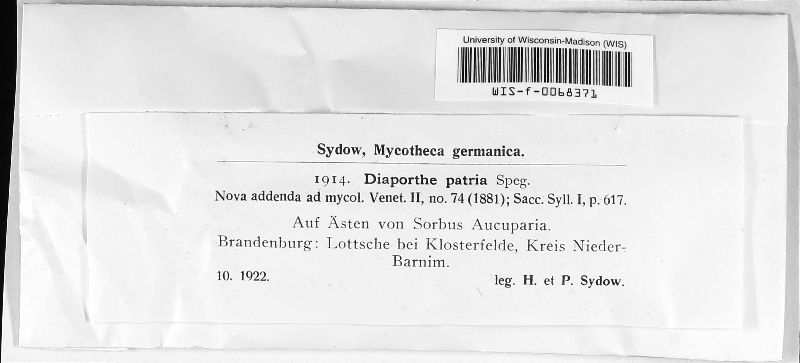 University of Wisconsin-Madison (WIS)
WIS-f-0068371
Sydow, Mycotheca germanica.
1914. Diaporthe patria Speg.
Nova addenda ad mycol. Venet. II, no. 74 (1881); Sacc. Syll. I, p. 617.
Auf Ästen von Sorbus Aucuparia.
Brandenburg: Lottsche bei Klosterfelde, Kreis Nieder-
Barnim.
10. 1922. leg. H. et P. Sydow.